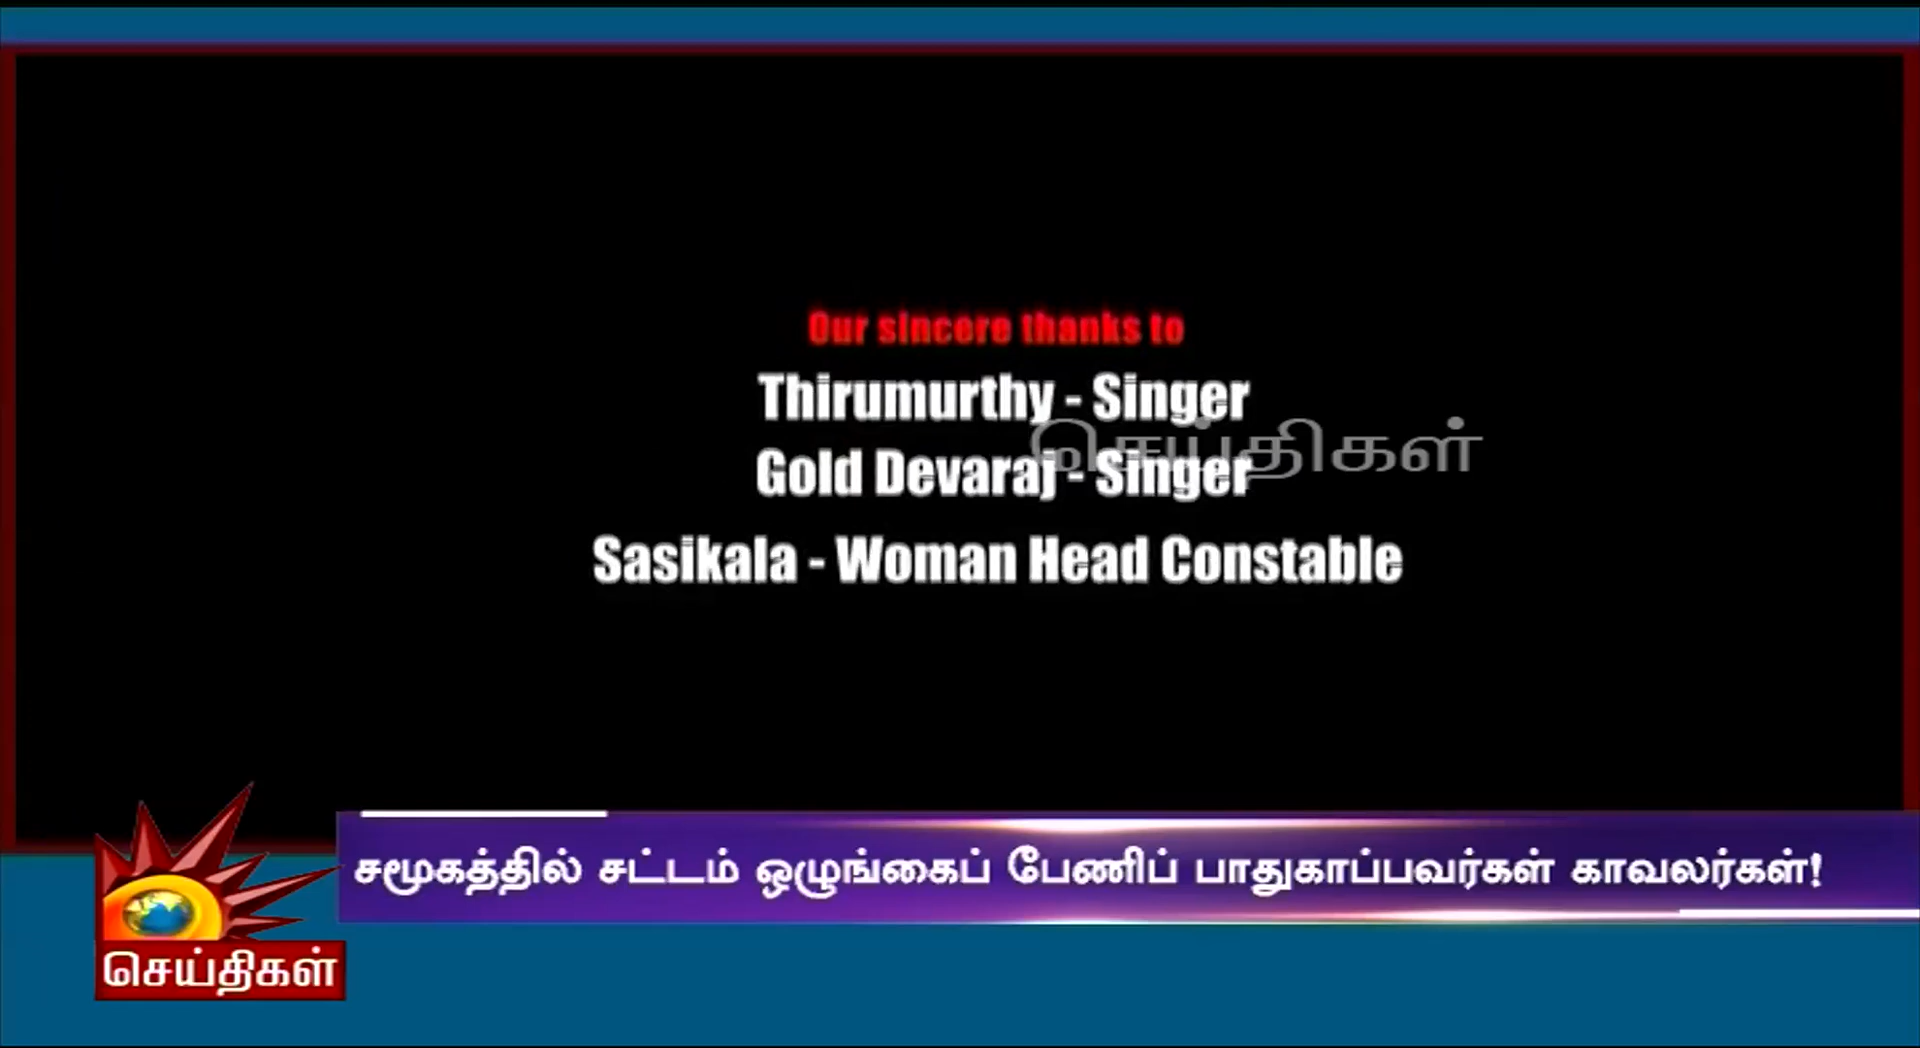 Our sincere thanks to
Thirumurthy - Singer
செய்திகள்
Gold Devaraj - Singer
Sasikala - Woman Head Constable
சமூகத்தில் சட்டம் ஒழுங்கைப் பேணிப் பாதுகாப்பவர்கள் காவலர்கள்!
செய்திகள்